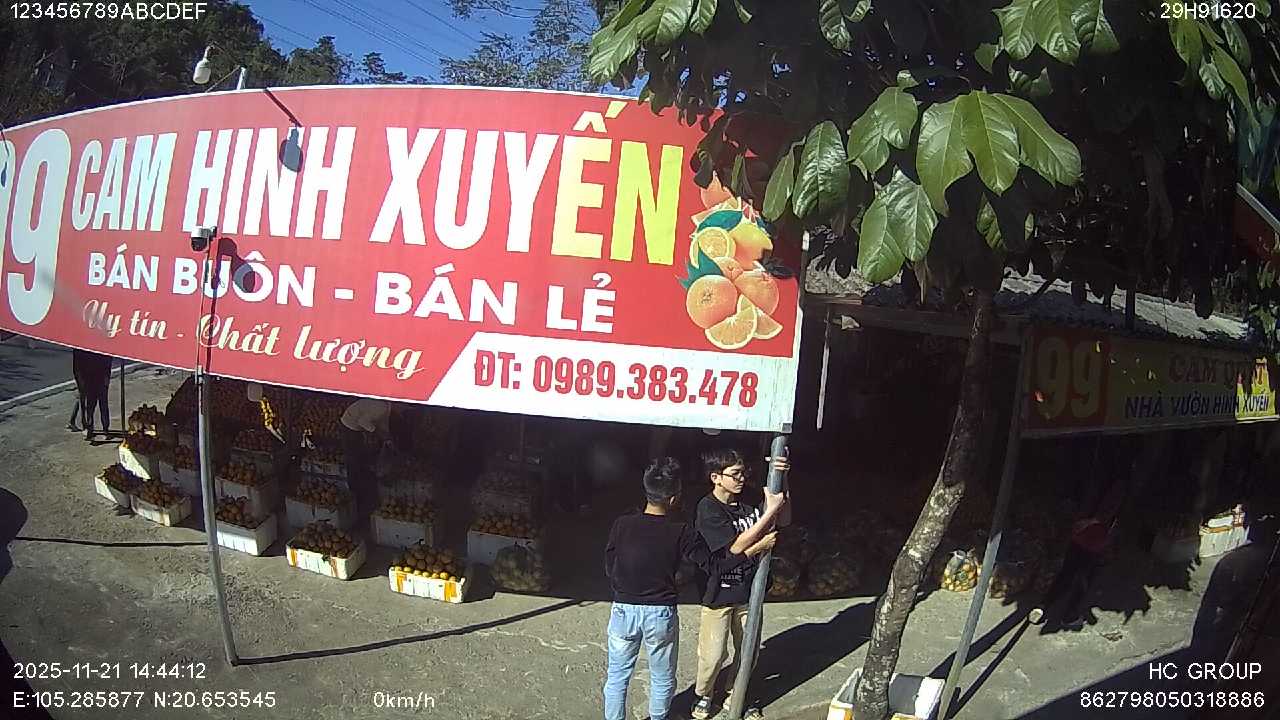 123456789ABCDEF
29H91620
99 CAM HINH XUYẾN
BÁN BUÔN - BÁN LẺ
Uy tín - Chất lượng
ĐT: 0989.383.478
99
CAM QUÝT
NHÀ VƯỜN HINH XUYẾN
2025-11-21 14:44:12
HC GROUP
E:105.285877 N:20.653545
0km/h
862798050318886